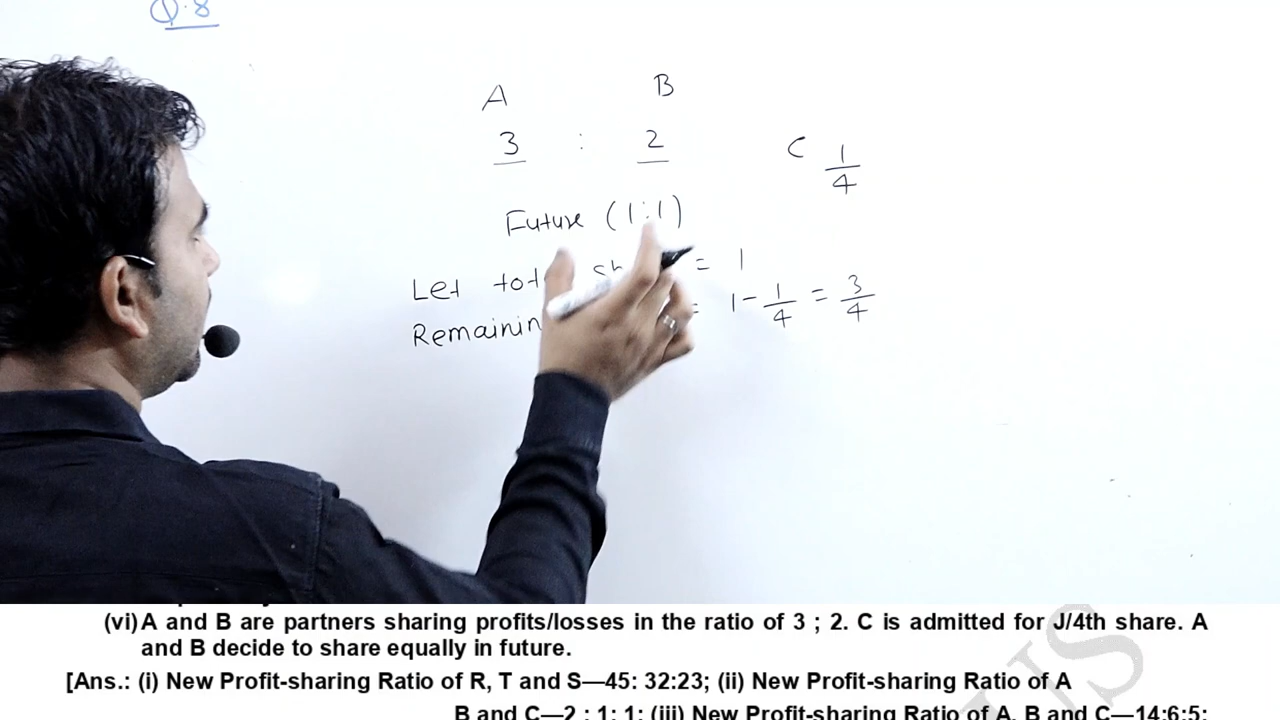 Q.8
A B
3 : 2 C 1/4
Future (1:1)
Let = 1
= 1 - 1/4 = 3/4
(vi) A and B are partners sharing profits/losses in the ratio of 3 ; 2. C is admitted for J/4th share. A
and B decide to share equally in future.
[Ans.: (i) New Profit-sharing Ratio of R, T and S—45: 32:23; (ii) New Profit-sharing Ratio of A
B and C—2 : 1: 1; (iii) New Profit-sharing Ratio of A, B and C—14:6:5;